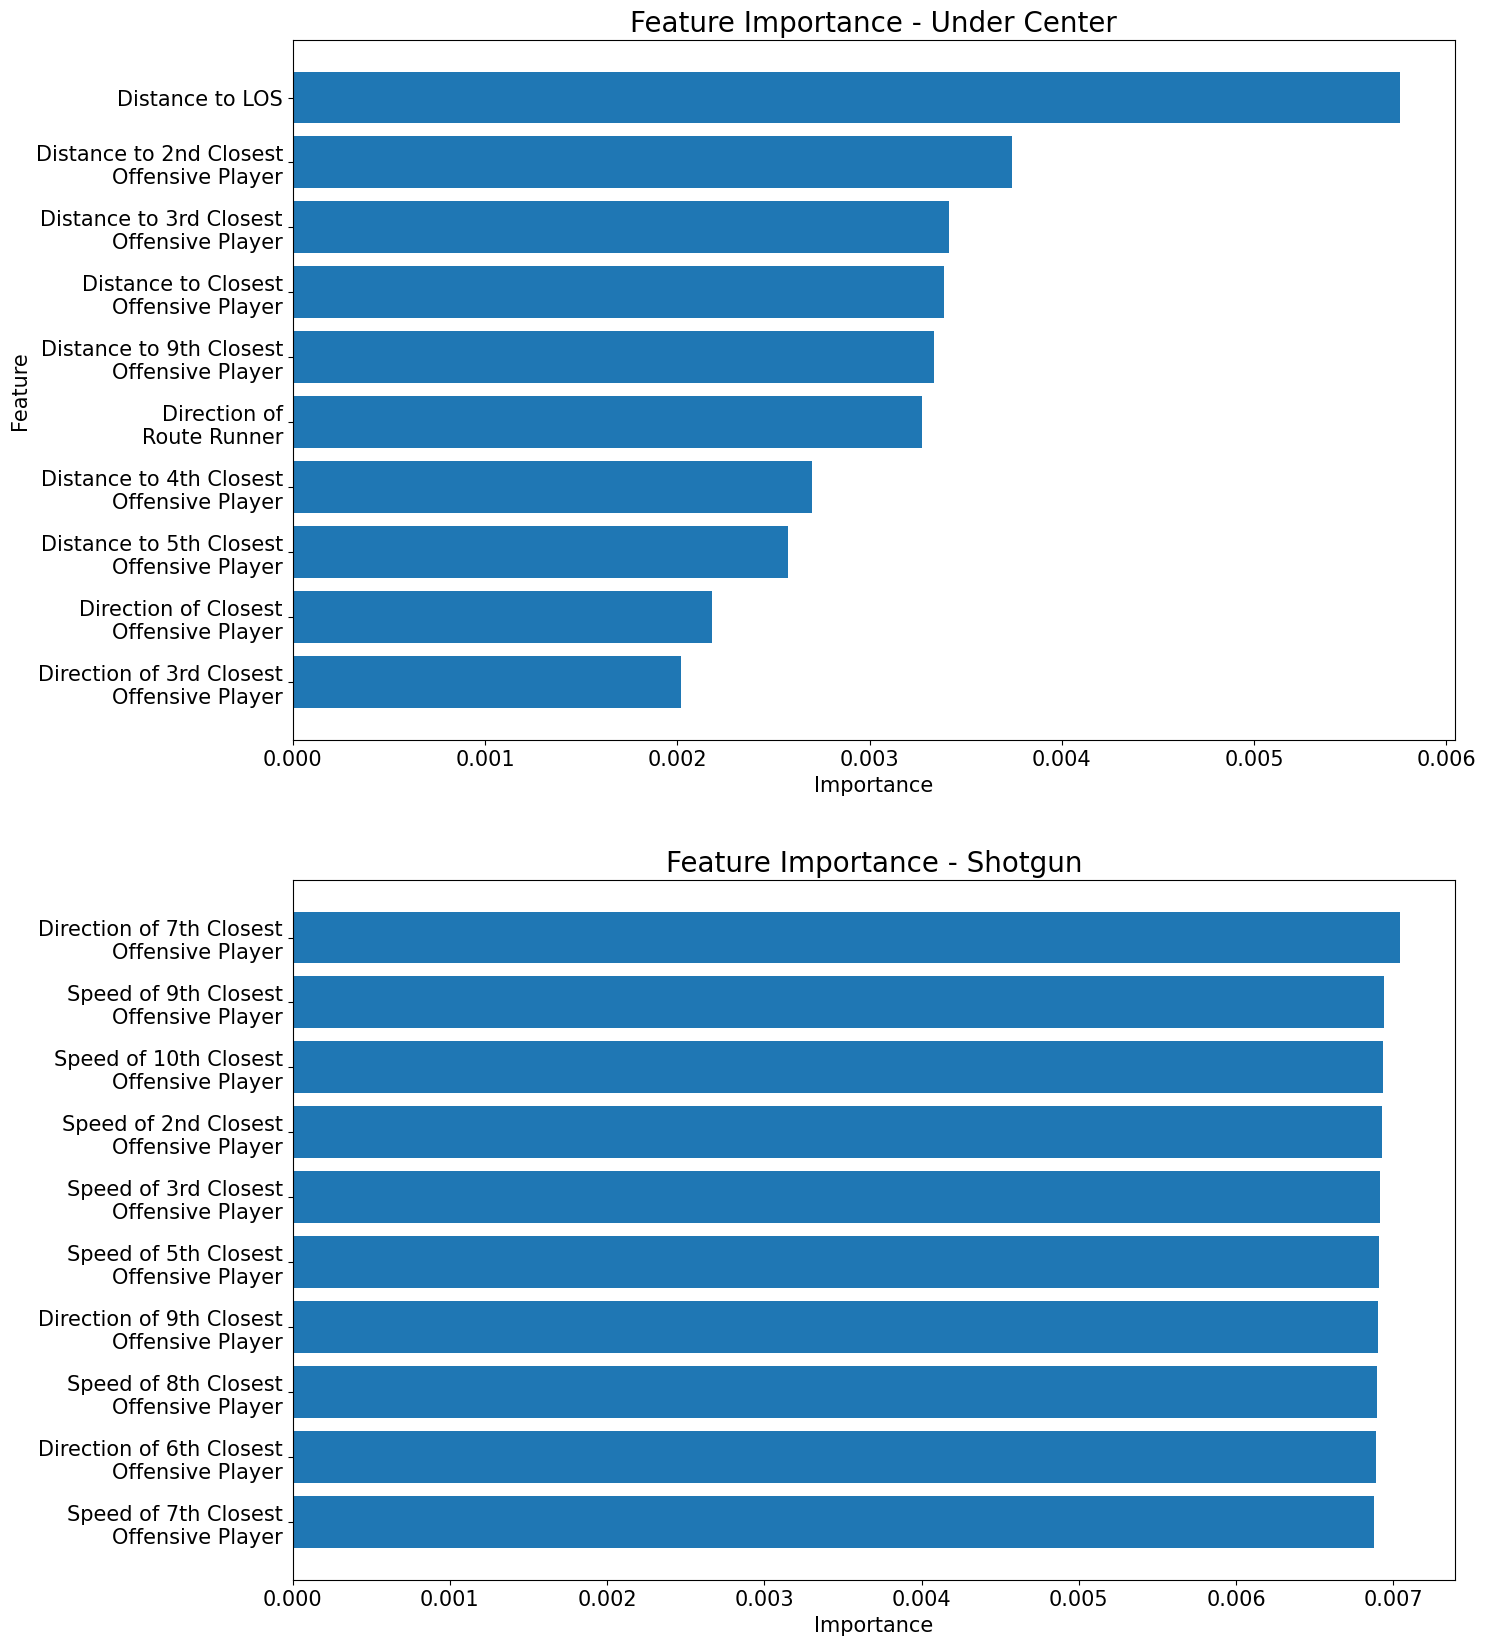 Feature Importance - Under Center
Distance to LOS
Distance to 2nd Closest
Offensive Player
Distance to 3rd Closest
Offensive Player
Distance to Closest
Offensive Player
Distance to 9th Closest
Offensive Player
Direction of
Route Runner
Distance to 4th Closest
Offensive Player
Distance to 5th Closest
Offensive Player
Direction of Closest
Offensive Player
Direction of 3rd Closest
Offensive Player
Feature
0.000 0.001 0.002 0.003 0.004 0.005 0.006
Importance
Feature Importance - Shotgun
Direction of 7th Closest
Offensive Player
Speed of 9th Closest
Offensive Player
Speed of 10th Closest
Offensive Player
Speed of 2nd Closest
Offensive Player
Speed of 3rd Closest
Offensive Player
Speed of 5th Closest
Offensive Player
Direction of 9th Closest
Offensive Player
Speed of 8th Closest
Offensive Player
Direction of 6th Closest
Offensive Player
Speed of 7th Closest
Offensive Player
0.000 0.001 0.002 0.003 0.004 0.005 0.006 0.007
Importance